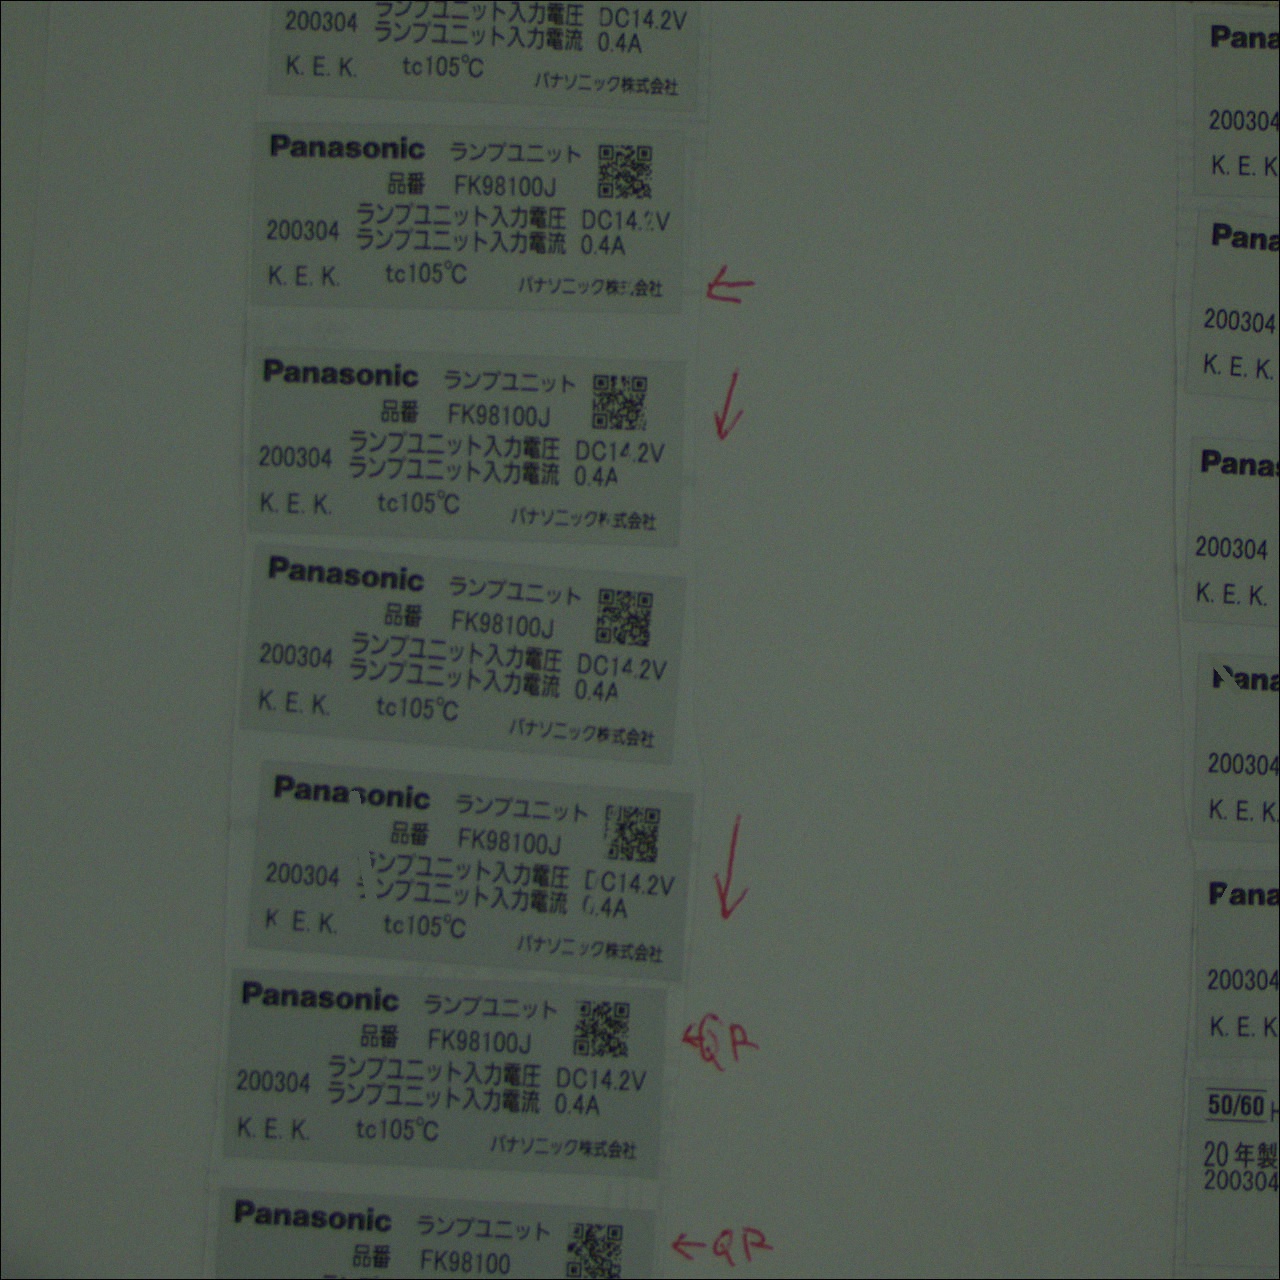 200304 ランプユニット入力電圧 DC14.2V
ランプユニット入力電流 0.4A
K. E. K. tc105℃ パナソニック株式会社
Panasonic ランプユニット
品番 FK98100J
ランプユニット入力電圧 DC14.2V
200304 ランプユニット入力電流 0.4A
K. E. K. tc105℃ パナソニック株式会社
Panasonic ランプユニット
品番 FK98100J
ランプユニット入力電圧 DC14.2V
200304 ランプユニット入力電流 0.4A
K. E. K. tc105℃ パナソニック株式会社
Panasonic ランプユニット
品番 FK98100J
ランプユニット入力電圧 DC14.2V
200304 ランプユニット入力電流 0.4A
K. E. K. tc105℃ パナソニック株式会社
Panasonic ランプユニット
品番 FK98100J
ランプユニット入力電圧 DC14.2V
200304 ランプユニット入力電流 0.4A
K E. K. tc105℃ パナソニック株式会社
Panasonic ランプユニット
品番 FK98100J
ランプユニット入力電圧 DC14.2V
200304 ランプユニット入力電流 0.4A
K. E. K. tc105℃ パナソニック株式会社
←QR
Panasonic ランプユニット
品番 FK98100
←QR
Pana
200304
K. E. K
Pana
200304
K. E. K.
Panas
200304
K. E. K.
Pana
200304
K. E. K.
Pana
200304
K. E. K
50/60 H
20年製
200304